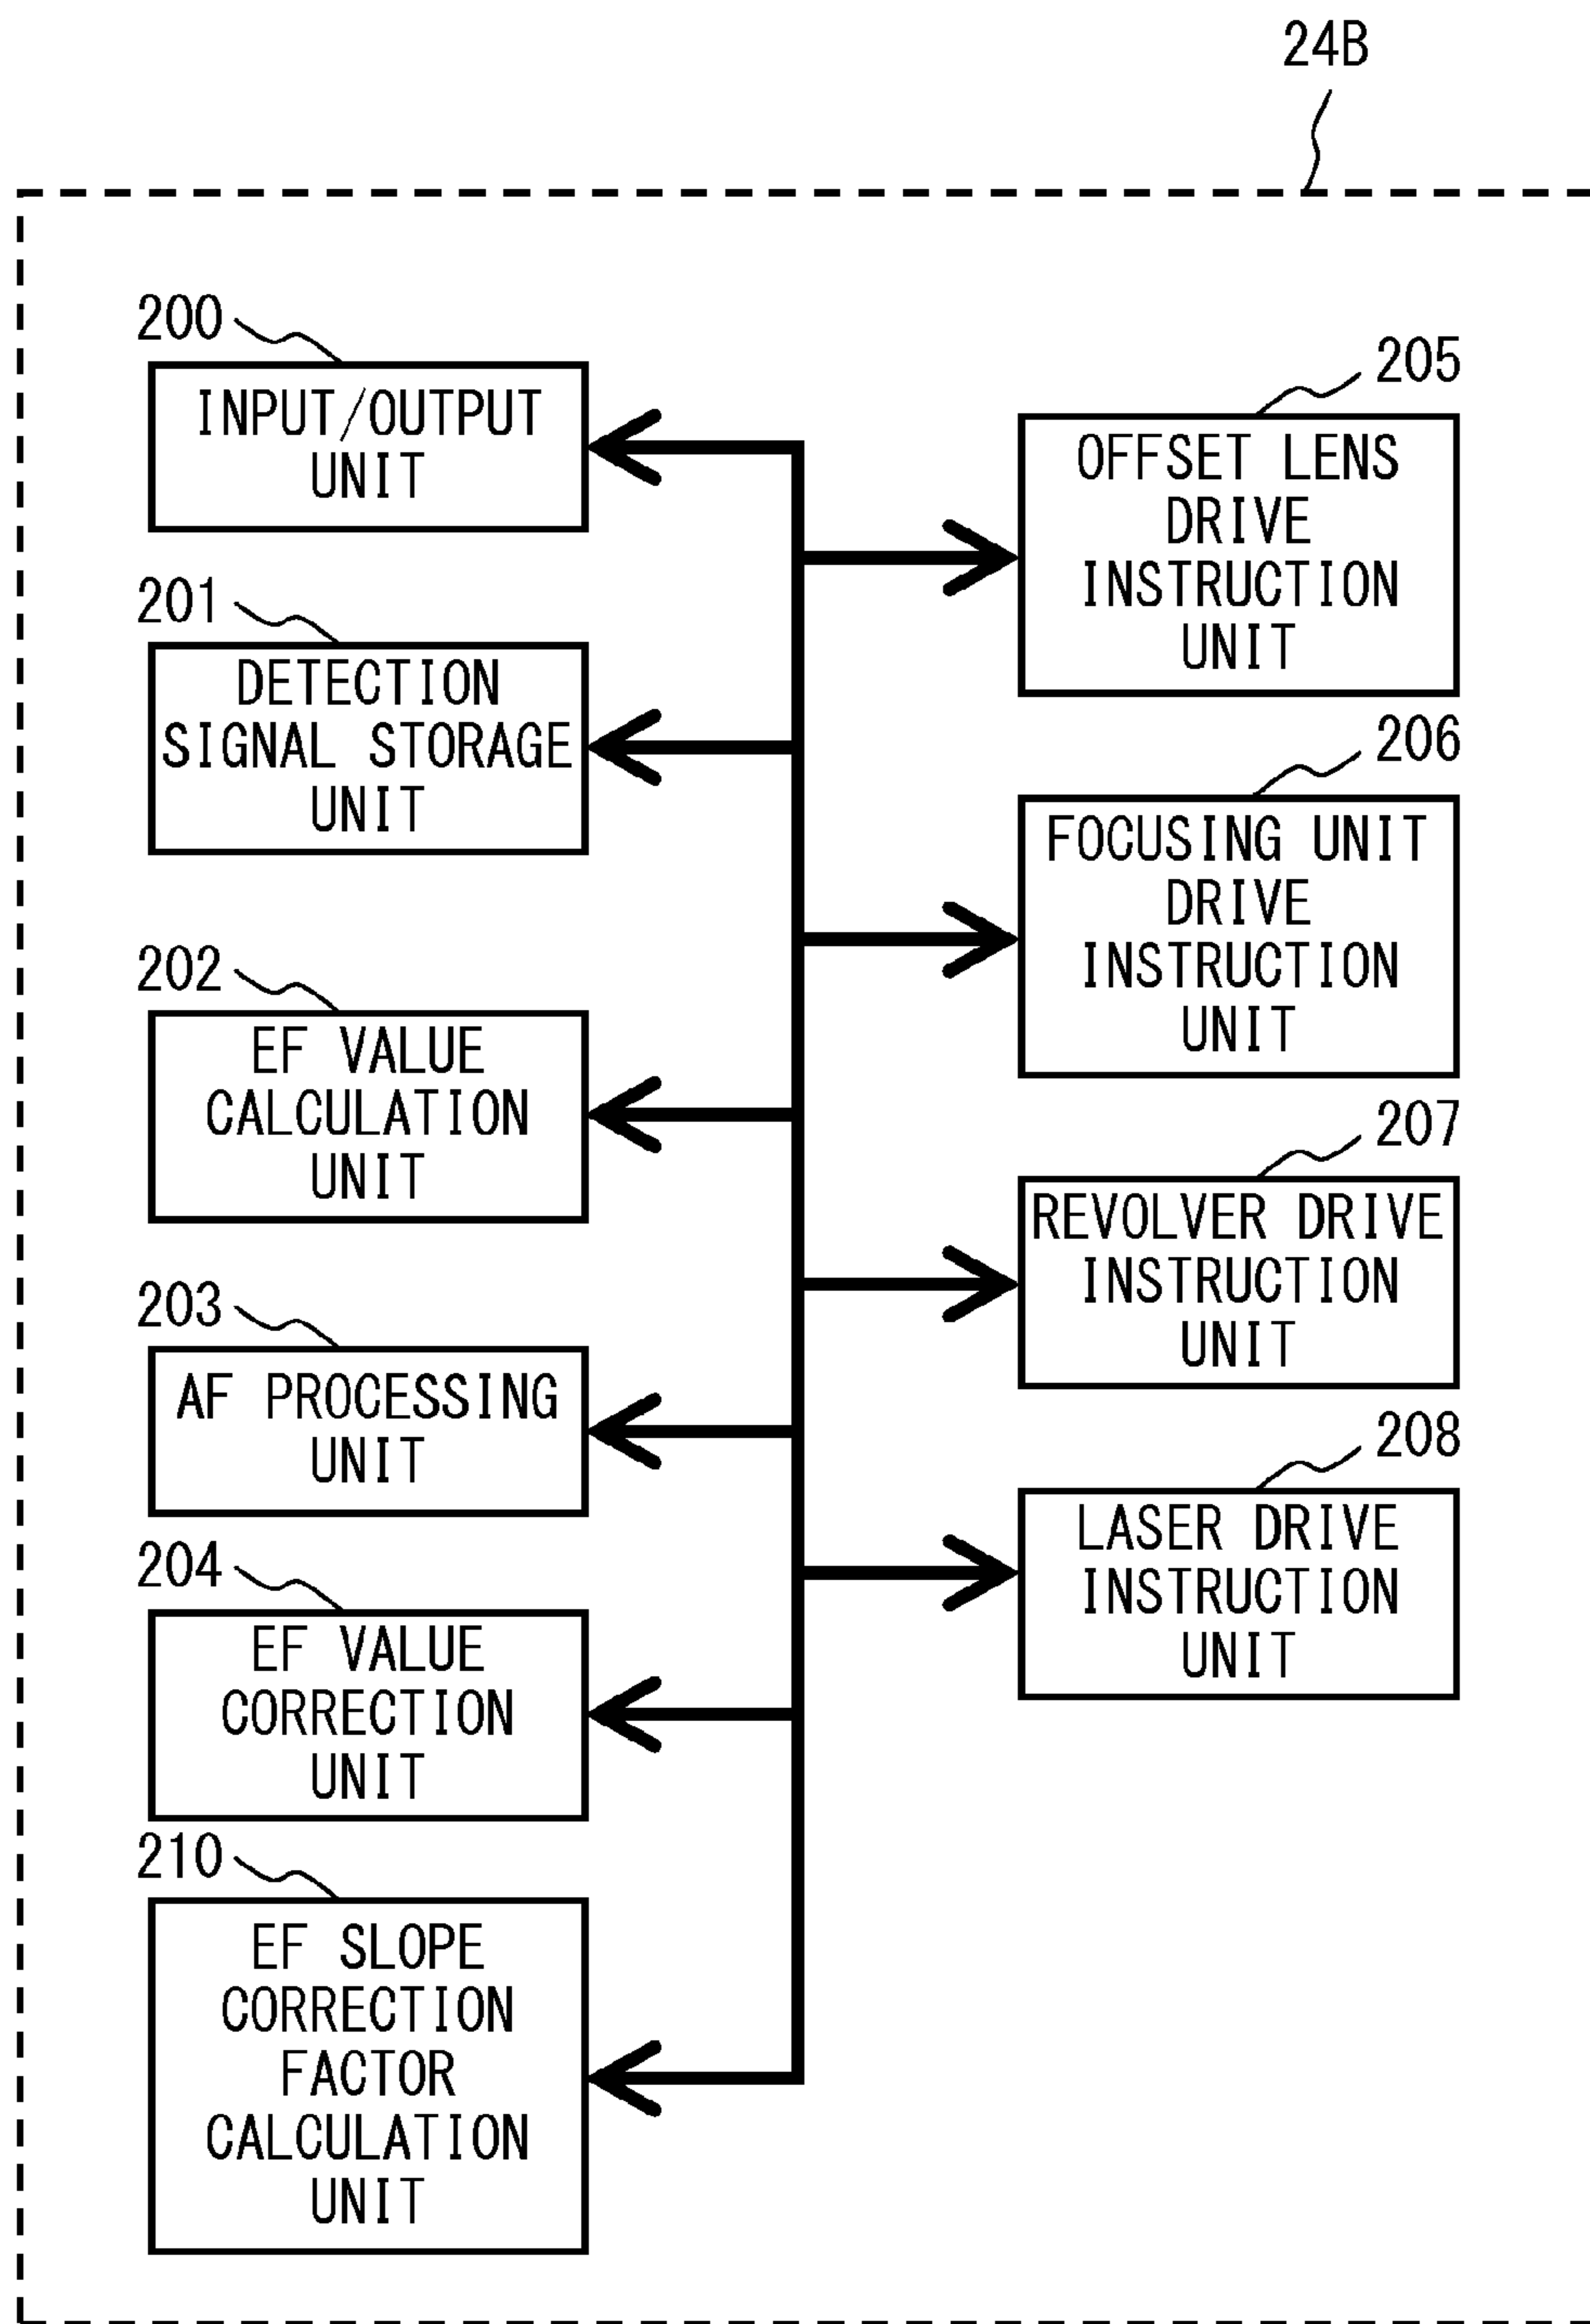 24B
200
INPUT/OUTPUT
UNIT
201
DETECTION
SIGNAL STORAGE
UNIT
202
EF VALUE
CALCULATION
UNIT
203
AF PROCESSING
UNIT
204
EF VALUE
CORRECTION
UNIT
210
EF SLOPE
CORRECTION
FACTOR
CALCULATION
UNIT
205
OFFSET LENS
DRIVE
INSTRUCTION
UNIT
206
FOCUSING UNIT
DRIVE
INSTRUCTION
UNIT
207
REVOLVER DRIVE
INSTRUCTION
UNIT
208
LASER DRIVE
INSTRUCTION
UNIT